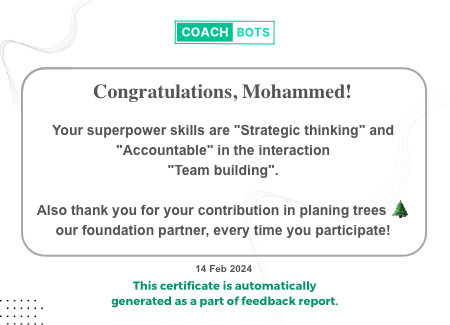 COACH BOTS
Congratulations, Mohammed!
Your superpower skills are "Strategic thinking" and
"Accountable" in the interaction
"Team building".
Also thank you for your contribution in planing trees 🌲
our foundation partner, every time you participate!
14 Feb 2024
This certificate is automatically
generated as a part of feedback report.